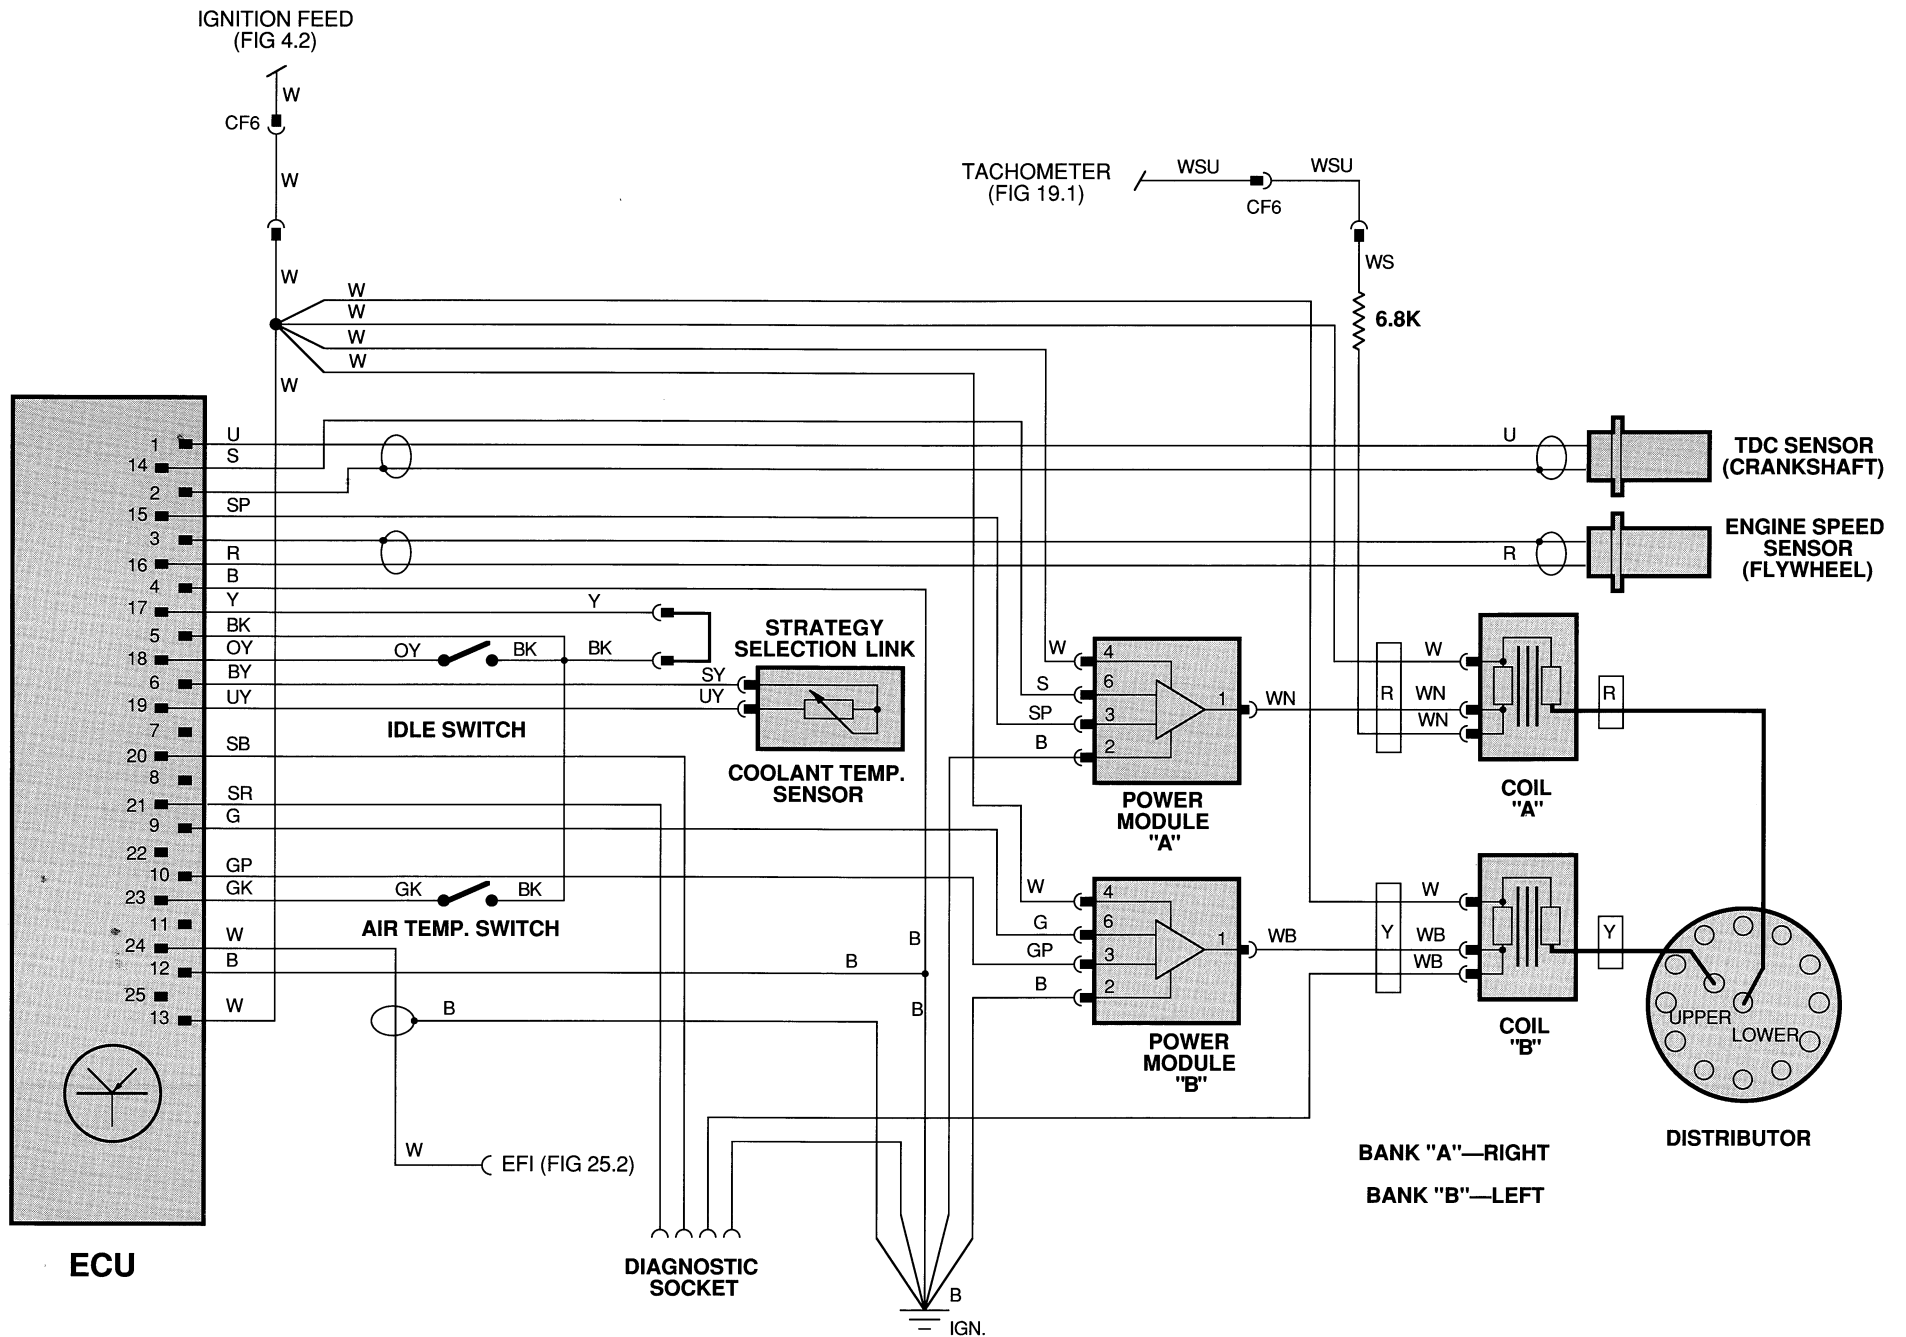 IGNITION FEED
(FIG 4.2)
W
CF6
W
W
TACHOMETER
(FIG 19.1)
WSU
WSU
CF6
WS
6.8K
W
W
W
W
W
1
U
U
14
S
2
15
SP
3
16
R
R
4
B
17
Y
Y
5
BK
18
OY
OY
BK
BK
6
BY
SY
19
UY
UY
7
20
SB
8
21
SR
9
G
22
10
GP
23
GK
GK
BK
11
24
W
12
B
B
25
13
W
ECU
TDC SENSOR
(CRANKSHAFT)
ENGINE SPEED
SENSOR
(FLYWHEEL)
STRATEGY
SELECTION LINK
IDLE SWITCH
COOLANT TEMP.
SENSOR
AIR TEMP. SWITCH
W
4
S
6
SP
3
B
2
1
WN
POWER
MODULE
"A"
R
W
WN
WN
R
COIL
"A"
W
4
G
6
GP
3
B
2
1
WB
POWER
MODULE
"B"
Y
W
WB
WB
Y
COIL
"B"
UPPER
LOWER
DISTRIBUTOR
B
B
B
W
EFI (FIG 25.2)
DIAGNOSTIC
SOCKET
B
IGN.
BANK "A"—RIGHT
BANK "B"—LEFT